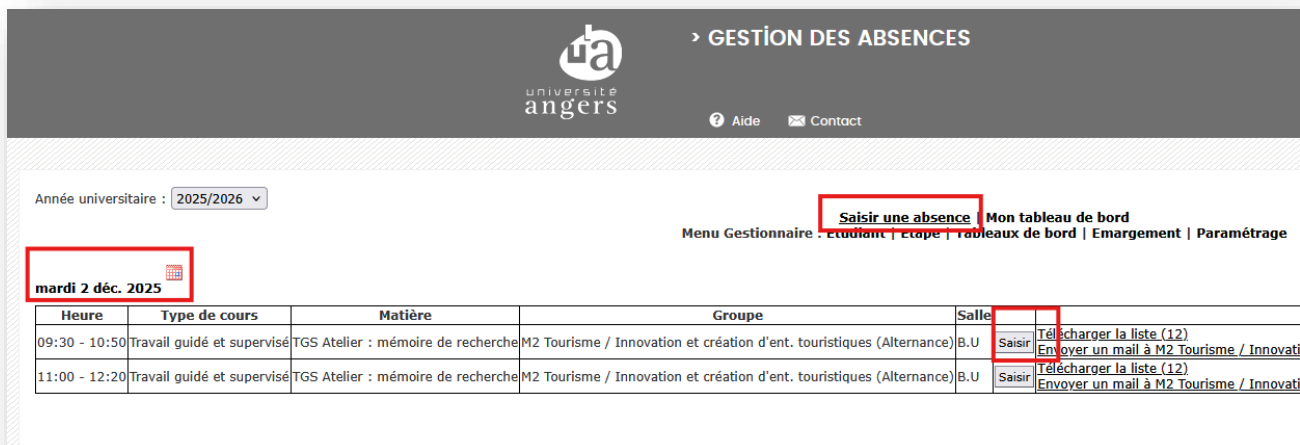 > GESTION DES ABSENCES
ua
université
angers
? Aide Contact
Année universitaire : 2025/2026
Saisir une absence | Mon tableau de bord
Menu Gestionnaire : Etudiant | Etape | Tableaux de bord | Emargement | Paramétrage
mardi 2 déc. 2025
Heure Type de cours Matière Groupe Salle
09:30 - 10:50 Travail guidé et supervisé TGS Atelier : mémoire de recherche M2 Tourisme / Innovation et création d'ent. touristiques (Alternance) B.U Saisir Télécharger la liste (12)
Envoyer un mail à M2 Tourisme / Innovati
11:00 - 12:20 Travail guidé et supervisé TGS Atelier : mémoire de recherche M2 Tourisme / Innovation et création d'ent. touristiques (Alternance) B.U Saisir Télécharger la liste (12)
Envoyer un mail à M2 Tourisme / Innovati